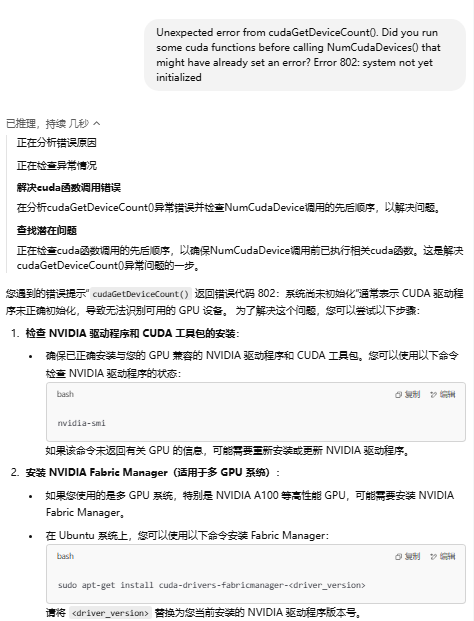 Unexpected error from cudaGetDeviceCount(). Did you run
some cuda functions before calling NumCudaDevices() that
might have already set an error? Error 802: system not yet
initialized
已推理，持续 几秒
正在分析错误原因
正在检查异常情况
解决cuda函数调用错误
在分析cudaGetDeviceCount()异常错误并检查NumCudaDevice调用的先后顺序，以解决问题。
查找潜在问题
正在检查cuda函数调用的先后顺序，以确保NumCudaDevice调用前已执行相关cuda函数。这是解决
cudaGetDeviceCount()异常问题的一步。
您遇到的错误提示“cudaGetDeviceCount() 返回错误代码 802：系统尚未初始化”通常表示 CUDA 驱动程
序未正确初始化，导致无法识别可用的 GPU 设备。 为了解决这个问题，您可以尝试以下步骤：
1. 检查 NVIDIA 驱动程序和 CUDA 工具包的安装：
• 确保已正确安装与您的 GPU 兼容的 NVIDIA 驱动程序和 CUDA 工具包。您可以使用以下命令
检查 NVIDIA 驱动程序的状态：
bash 复制 编辑
nvidia-smi
如果该命令未返回有关 GPU 的信息，可能需要重新安装或更新 NVIDIA 驱动程序。
2. 安装 NVIDIA Fabric Manager（适用于多 GPU 系统）：
• 如果您使用的是多 GPU 系统，特别是 NVIDIA A100 等高性能 GPU，可能需要安装 NVIDIA
Fabric Manager。
• 在 Ubuntu 系统上，您可以使用以下命令安装 Fabric Manager：
bash 复制 编辑
sudo apt-get install cuda-drivers-fabricmanager-<driver_version>
请将 <driver_version> 替换为您当前安装的 NVIDIA 驱动程序版本号。